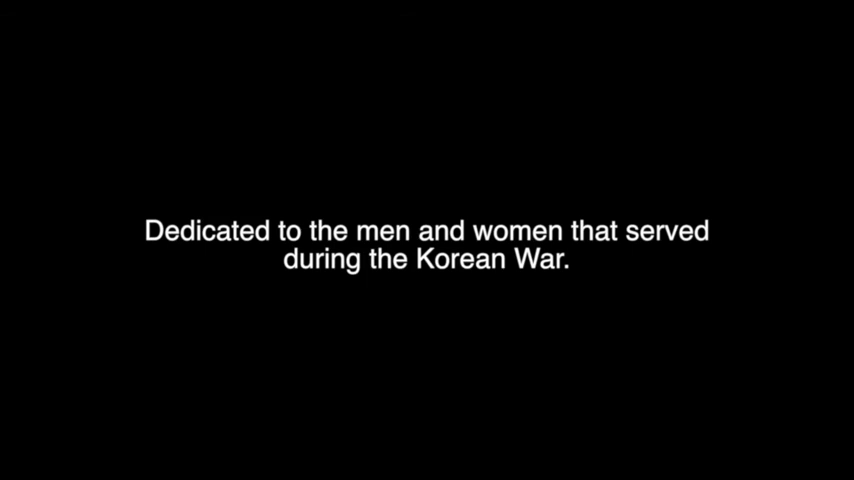 Dedicated to the men and women that served
during the Korean War.